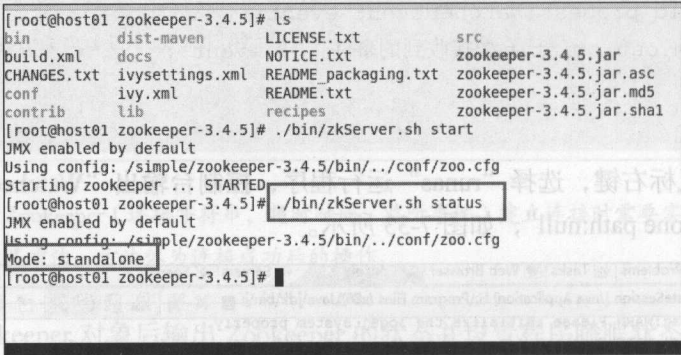 [root@host01 zookeeper-3.4.5]# ls
bin dist-maven LICENSE.txt src
build.xml docs NOTICE.txt zookeeper-3.4.5.jar
CHANGES.txt ivysettings.xml README_packaging.txt zookeeper-3.4.5.jar.asc
conf ivy.xml README.txt zookeeper-3.4.5.jar.md5
contrib lib recipes zookeeper-3.4.5.jar.sha1
[root@host01 zookeeper-3.4.5]# ./bin/zkServer.sh start
JMX enabled by default
Using config: /simple/zookeeper-3.4.5/bin/../conf/zoo.cfg
Starting zookeeper ... STARTED
[root@host01 zookeeper-3.4.5]# ./bin/zkServer.sh status
JMX enabled by default
Using config: /simple/zookeeper-3.4.5/bin/../conf/zoo.cfg
Mode: standalone
[root@host01 zookeeper-3.4.5]#